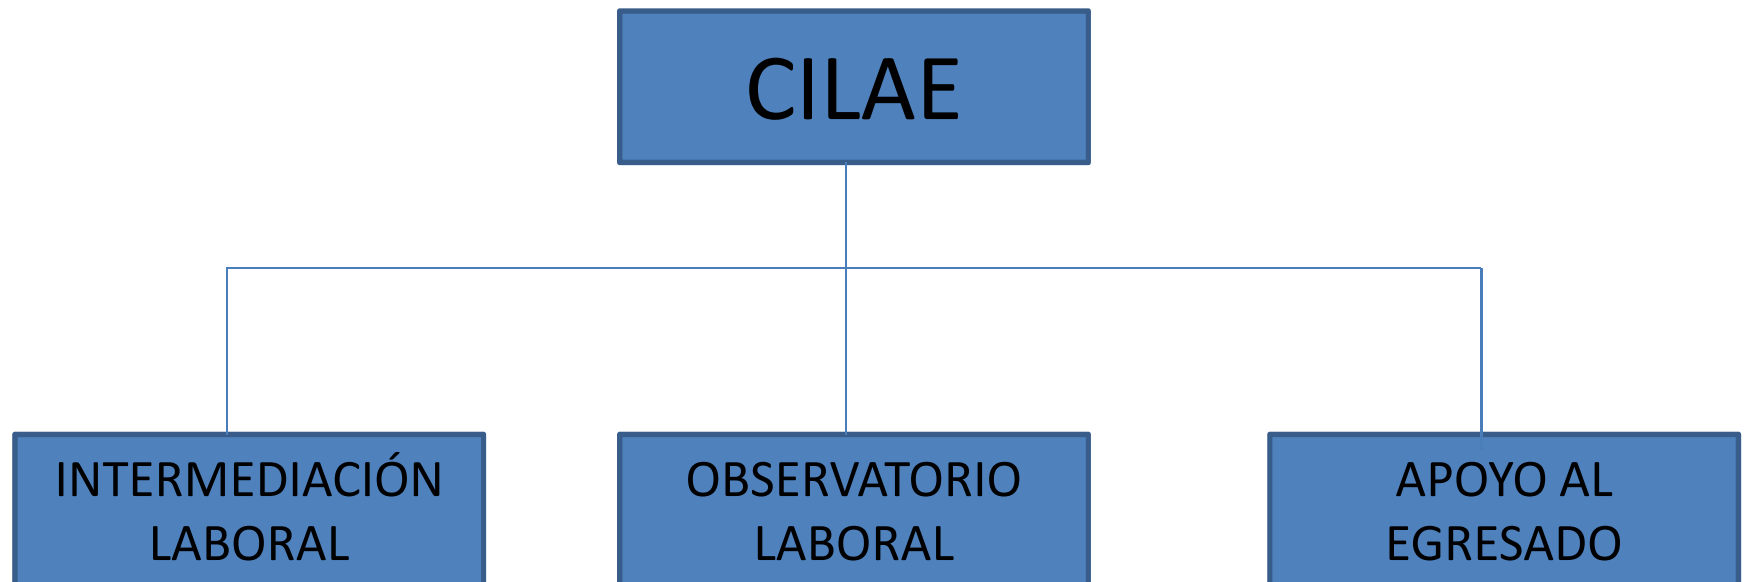 CILAE
INTERMEDIACIÓN
LABORAL
OBSERVATORIO
LABORAL
APOYO AL
EGRESADO